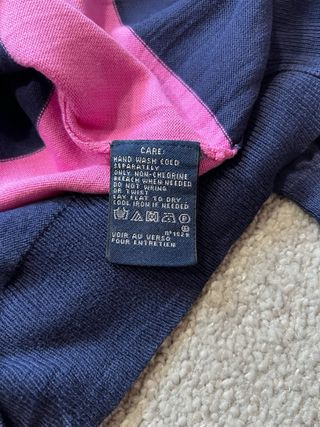 CARE:
HAND WASH COLD
SEPARATELY
ONLY NON-CHLORINE
BLEACH WHEN NEEDED
DO NOT WRING
OR TWIST
LAY FLAT TO DRY
COOL IRON IF NEEDED
VOIR AU VERSO
POUR ENTRETIEN